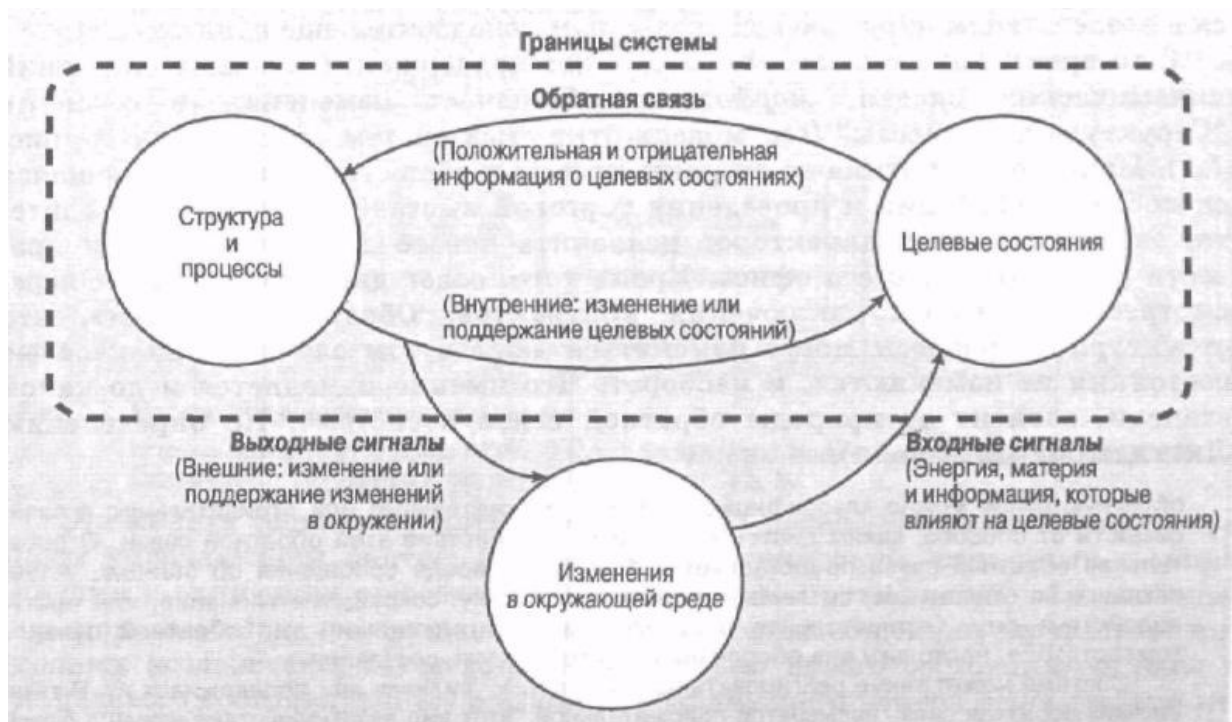 Границы системы
Обратная связь
(Положительная и отрицательная
информация о целевых состояниях)
Структура
и
процессы
Целевые состояния
(Внутренние: изменение или
поддержание целевых состояний)
Выходные сигналы
(Внешние: изменение или
поддержание изменений
в окружении)
Входные сигналы
(Энергия, материя
и информация, которые
влияют на целевые состояния)
Изменения
в окружающей среде